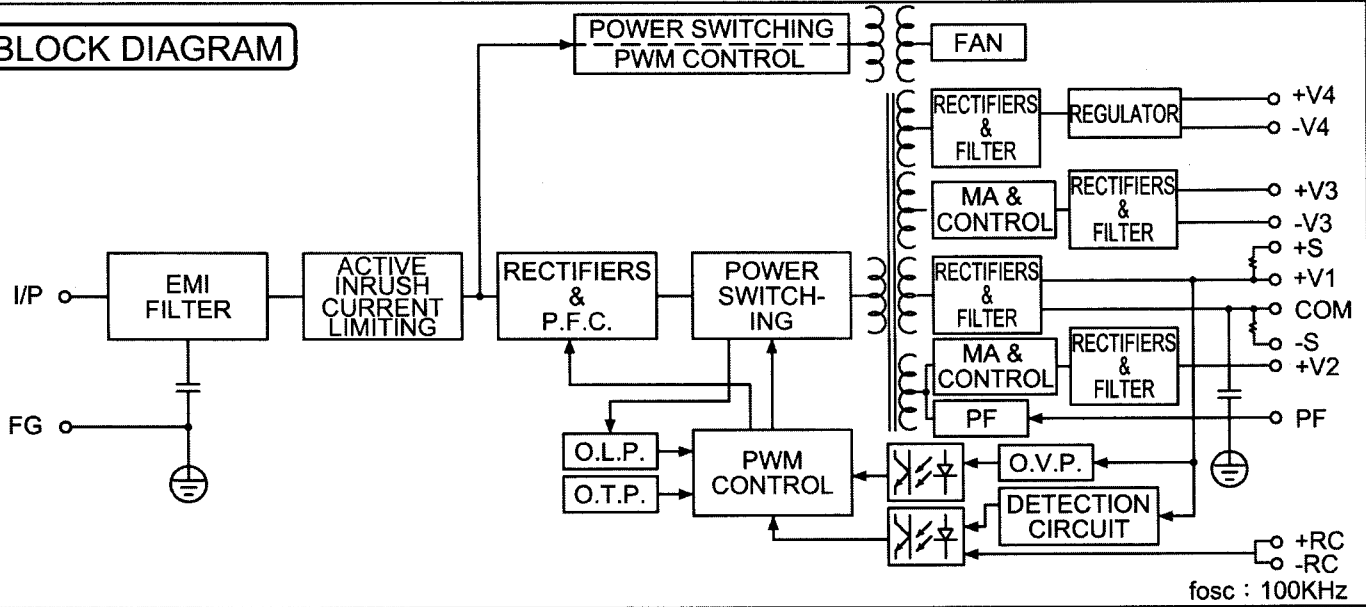 BLOCK DIAGRAM
POWER SWITCHING
PWM CONTROL
FAN
RECTIFIERS
&
FILTER
REGULATOR
+V4
-V4
MA &
CONTROL
RECTIFIERS
&
FILTER
+V3
-V3
I/P
EMI
FILTER
ACTIVE
INRUSH
CURRENT
LIMITING
RECTIFIERS
&
P.F.C.
POWER
SWITCH-
ING
RECTIFIERS
&
FILTER
+S
+V1
COM
-S
MA &
CONTROL
RECTIFIERS
&
FILTER
+V2
PF
PF
FG
O.L.P.
O.T.P.
PWM
CONTROL
O.V.P.
DETECTION
CIRCUIT
+RC
-RC
fosc : 100KHz